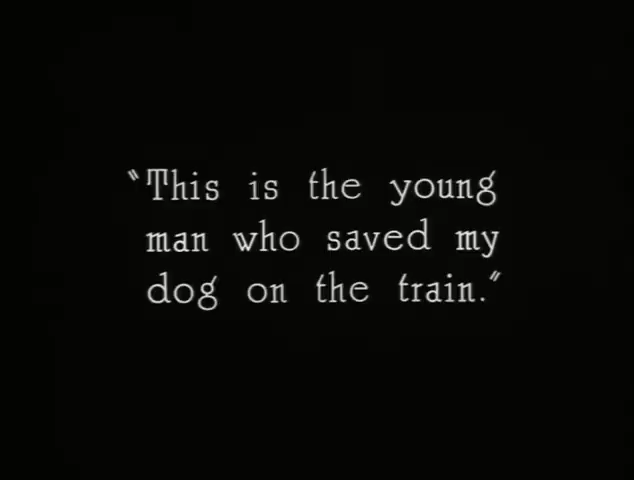 "This is the young
man who saved my
dog on the train."